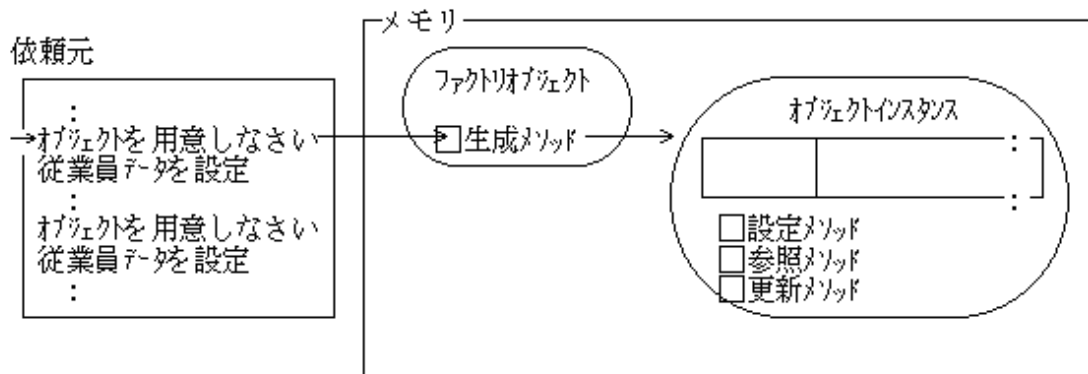 メモリ
依頼元
ファクトリオブジェクト
:
オブジェクトを用意しなさい
従業員データを設定
:
オブジェクトを用意しなさい
従業員データを設定
:
生成メソッド
オブジェクトインスタンス
:
:
設定メソッド
参照メソッド
更新メソッド